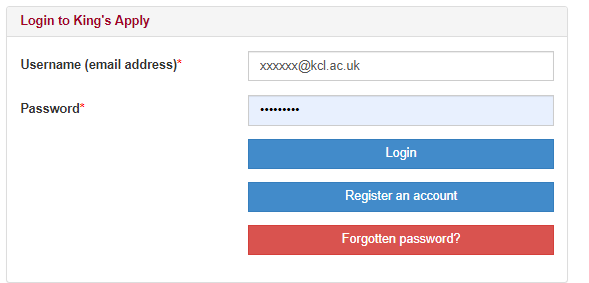 Login to King's Apply
Username (email address)*
xxxxxx@kcl.ac.uk
Password*
•••••••••
Login
Register an account
Forgotten password?